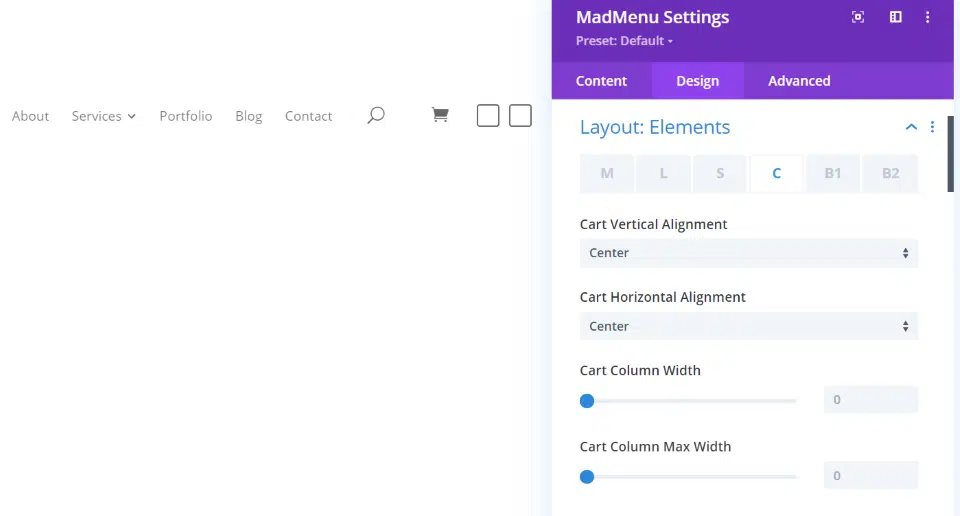 About Services Portfolio Blog Contact
MadMenu Settings
Preset: Default
Content Design Advanced
Layout: Elements
M L S C B1 B2
Cart Vertical Alignment
Center
Cart Horizontal Alignment
Center
Cart Column Width
0
Cart Column Max Width
0